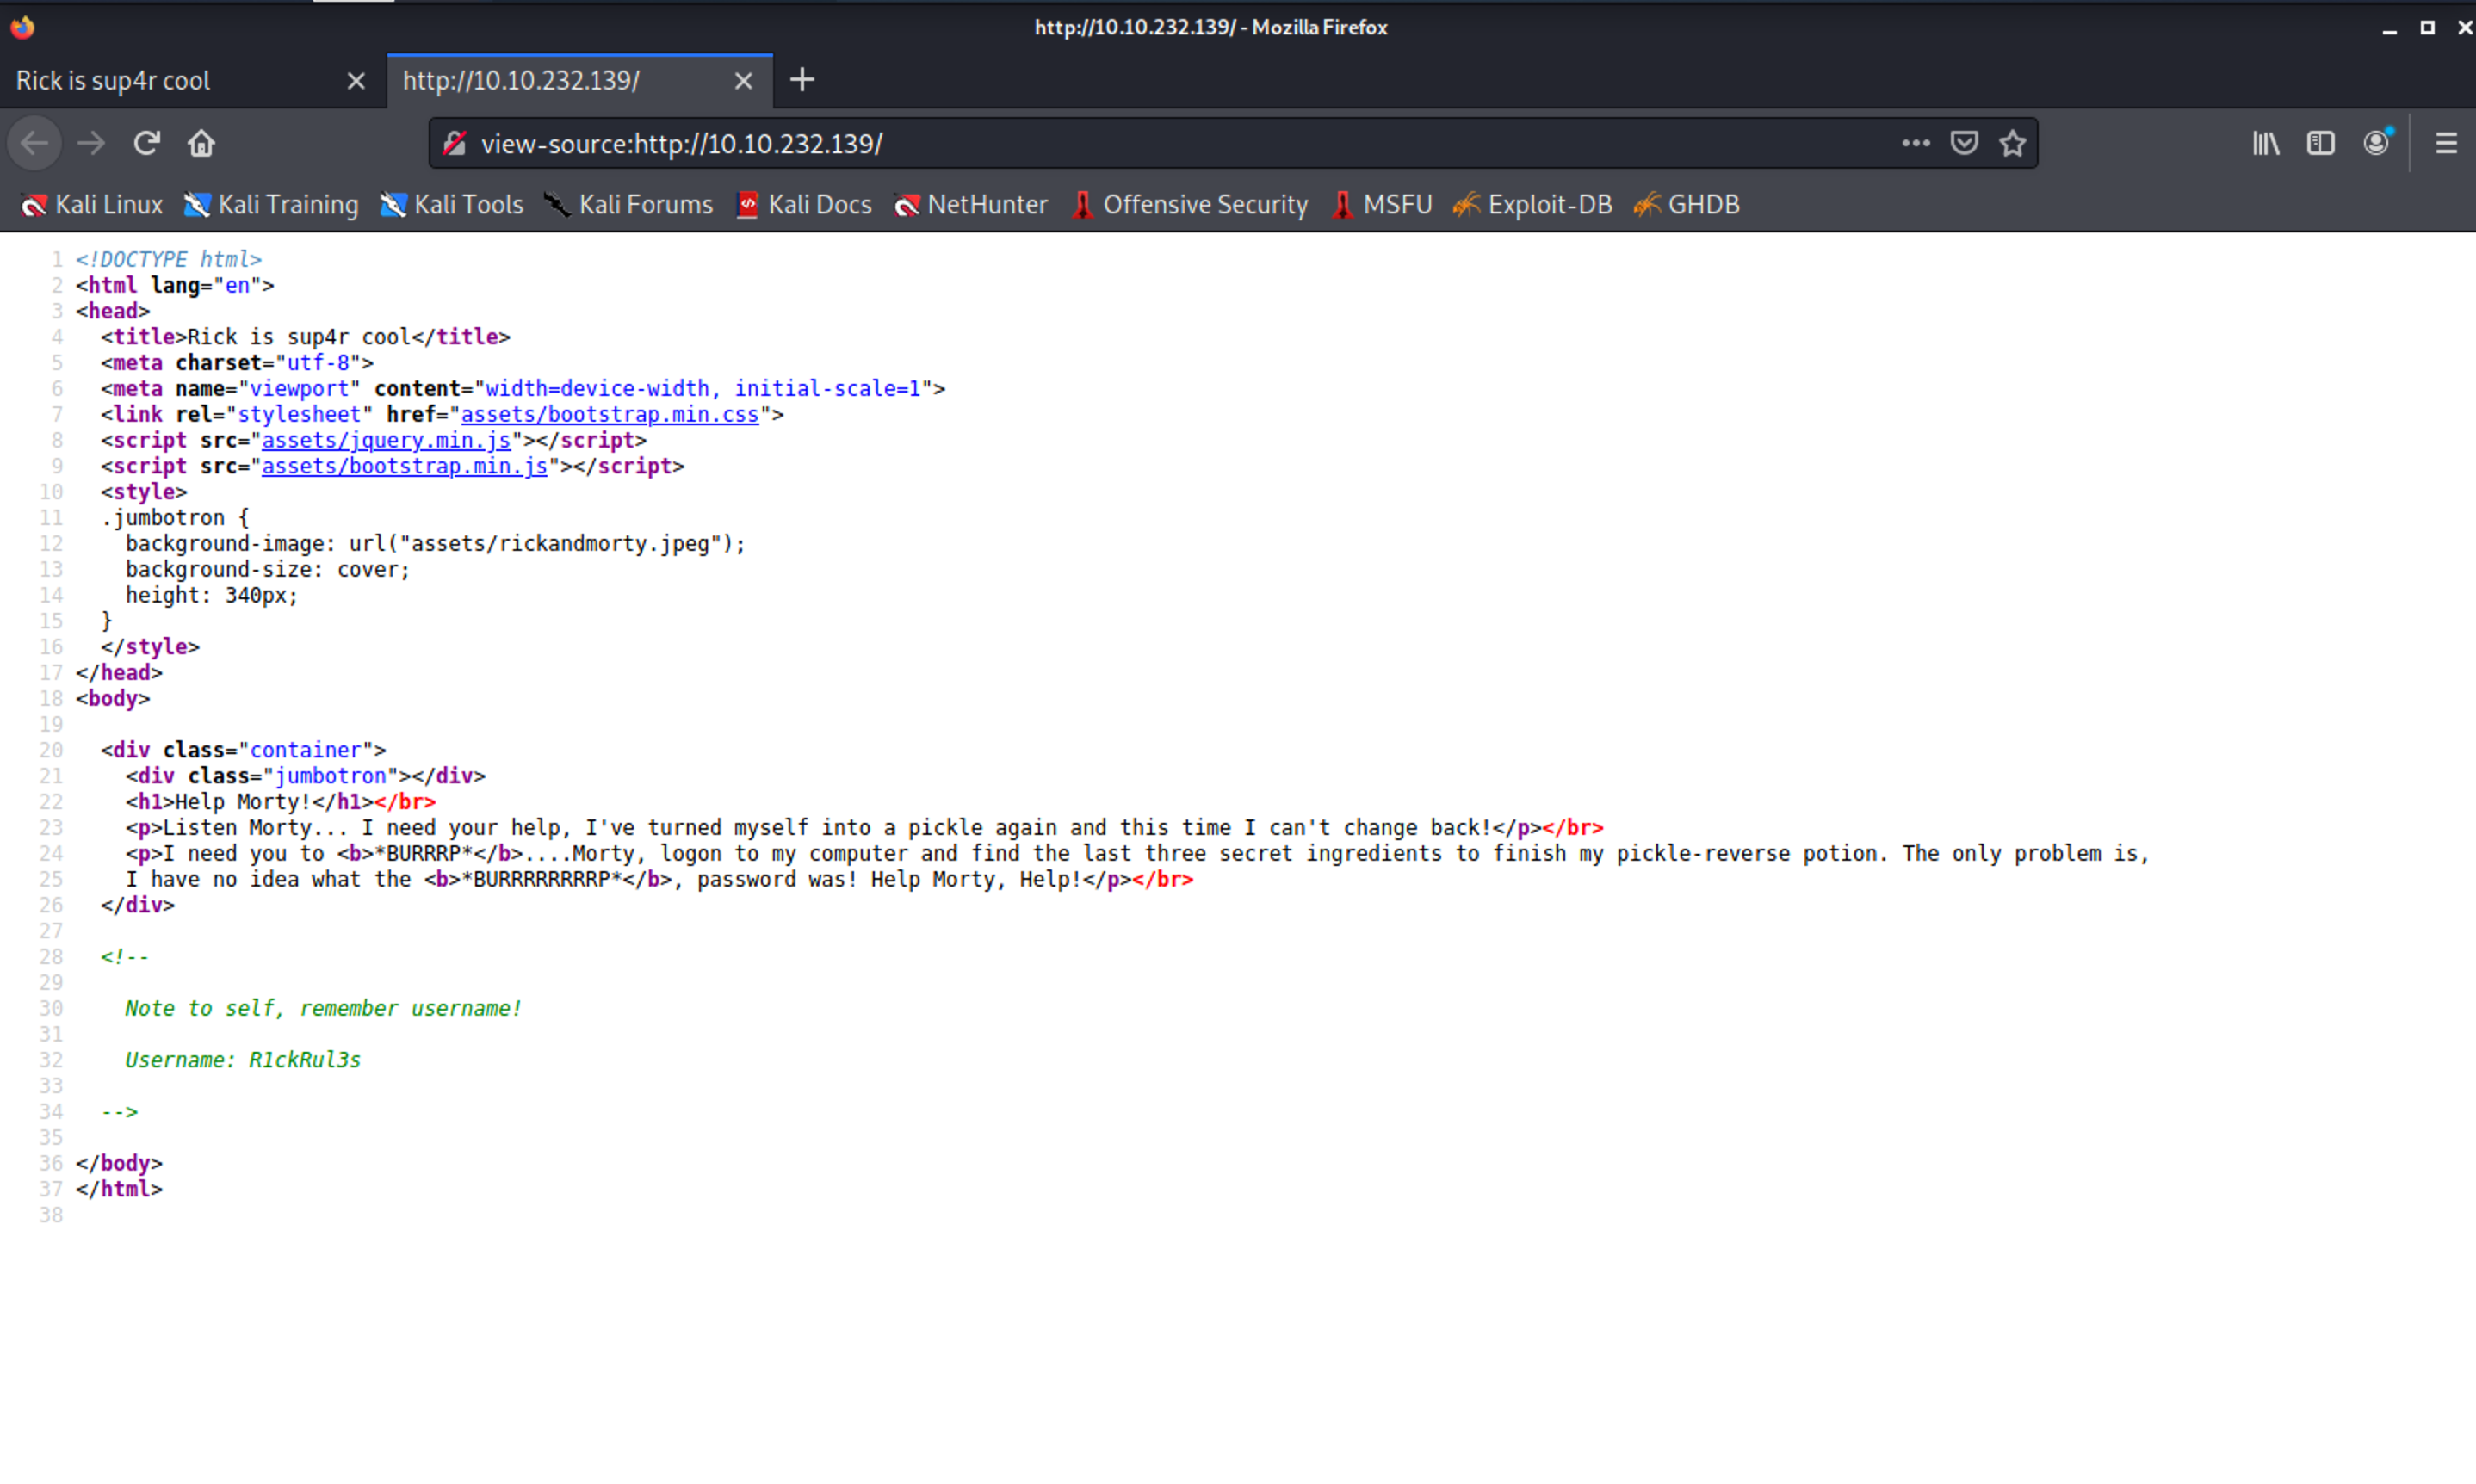 http://10.10.232.139/ - Mozilla Firefox
Rick is sup4r cool
http://10.10.232.139/
view-source:http://10.10.232.139/
Kali Linux Kali Training Kali Tools Kali Forums Kali Docs NetHunter Offensive Security MSFU Exploit-DB GHDB
1 <!DOCTYPE html>
2 <html lang="en">
3 <head>
4 <title>Rick is sup4r cool</title>
5 <meta charset="utf-8">
6 <meta name="viewport" content="width=device-width, initial-scale=1">
7 <link rel="stylesheet" href="assets/bootstrap.min.css">
8 <script src="assets/jquery.min.js"></script>
9 <script src="assets/bootstrap.min.js"></script>
10 <style>
11 .jumbotron {
12 background-image: url("assets/rickandmorty.jpeg");
13 background-size: cover;
14 height: 340px;
15 }
16 </style>
17 </head>
18 <body>
19
20 <div class="container">
21 <div class="jumbotron"></div>
22 <h1>Help Morty!</h1></br>
23 <p>Listen Morty... I need your help, I've turned myself into a pickle again and this time I can't change back!</p></br>
24 <p>I need you to <b>*BURRRP*</b>....Morty, logon to my computer and find the last three secret ingredients to finish my pickle-reverse potion. The only problem is,
25 I have no idea what the <b>*BURRRRRRRRP*</b>, password was! Help Morty, Help!</p></br>
26 </div>
27
28 <!--
29
30 Note to self, remember username!
31
32 Username: R1ckRul3s
33
34 -->
35
36 </body>
37 </html>
38